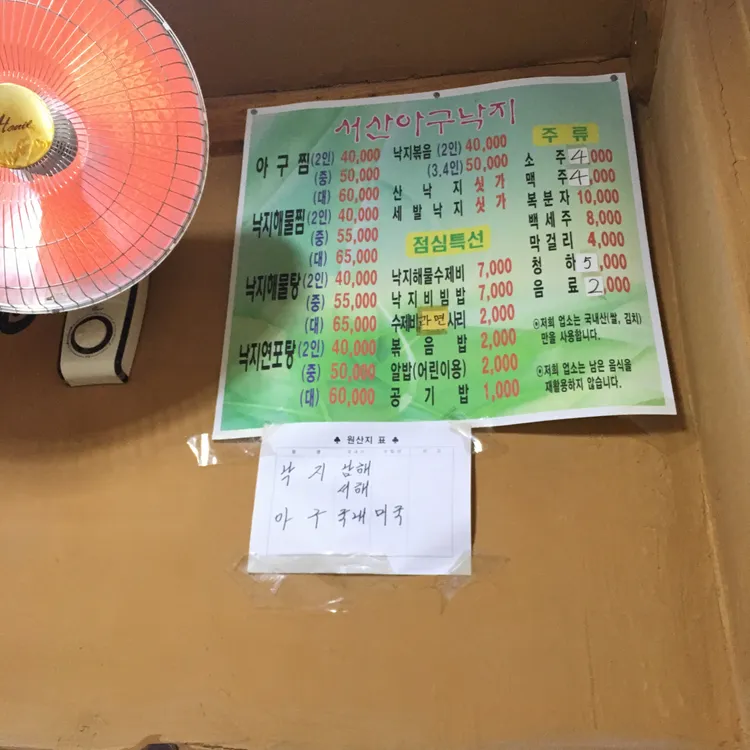 서산아구낙지
아구찜 (2인) 40,000
(중) 50,000
(대) 60,000
낙지해물찜 (2인) 40,000
(중) 55,000
(대) 65,000
낙지해물탕 (2인) 40,000
(중) 55,000
(대) 65,000
낙지연포탕 (2인) 40,000
(중) 50,000
(대) 60,000
낙지볶음 (2인) 40,000
(3,4인) 50,000
산낙지 싯가
세발낙지 싯가
점심특선
낙지해물수제비 7,000
낙지비빔밥 7,000
수제비라면사리 2,000
볶음밥 2,000
알밥(어린이용) 2,000
공기밥 1,000
주류
소주 4,000
맥주 4,000
복분자 10,000
백세주 8,000
막걸리 4,000
청하 5,000
음료 2,000
※저희 업소는 국내산(쌀, 김치)
만을 사용합니다.
※저희 업소는 남은 음식을
재활용하지 않습니다.
♠ 원산지 표 ♣
낙지 남해
서해
아구 국내 미국